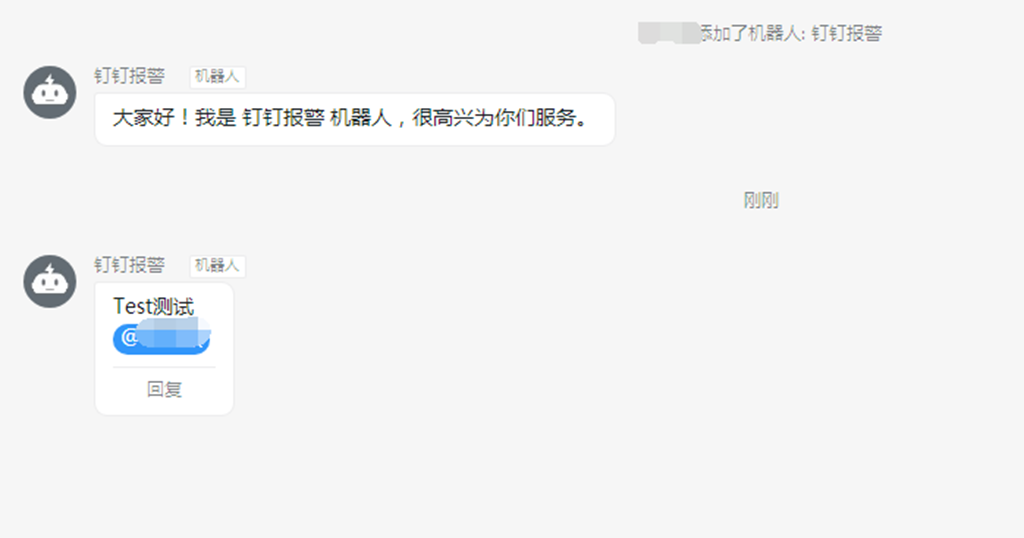 添加了机器人: 钉钉报警
钉钉报警 机器人
大家好！我是 钉钉报警 机器人，很高兴为你们服务。
刚刚
钉钉报警 机器人
Test测试
@
回复